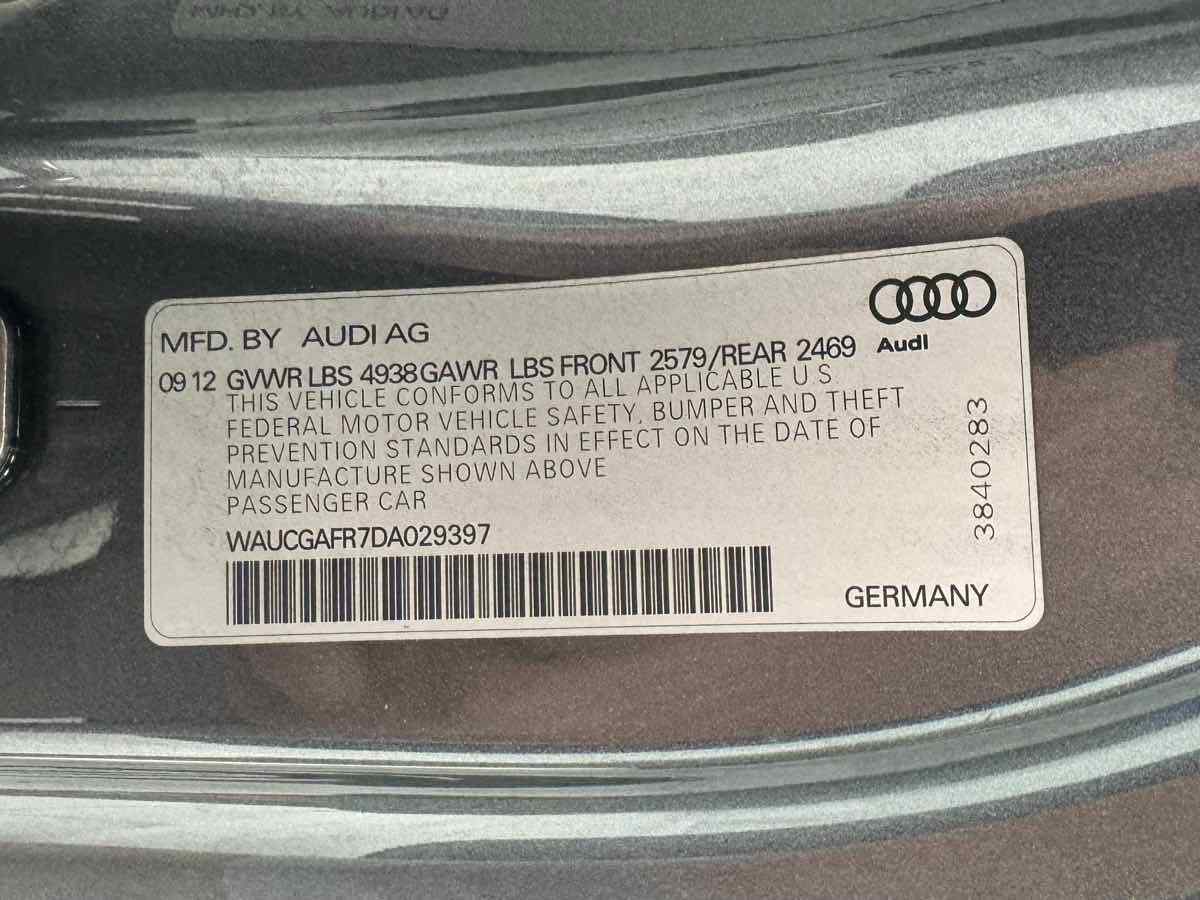 MFD. BY AUDI AG
Audi
09 12 GVWR LBS 4938 GAWR LBS FRONT 2579/REAR 2469
THIS VEHICLE CONFORMS TO ALL APPLICABLE U S
FEDERAL MOTOR VEHICLE SAFETY, BUMPER AND THEFT
PREVENTION STANDARDS IN EFFECT ON THE DATE OF
MANUFACTURE SHOWN ABOVE
PASSENGER CAR
WAUCGAFR7DA029397
3840283
GERMANY